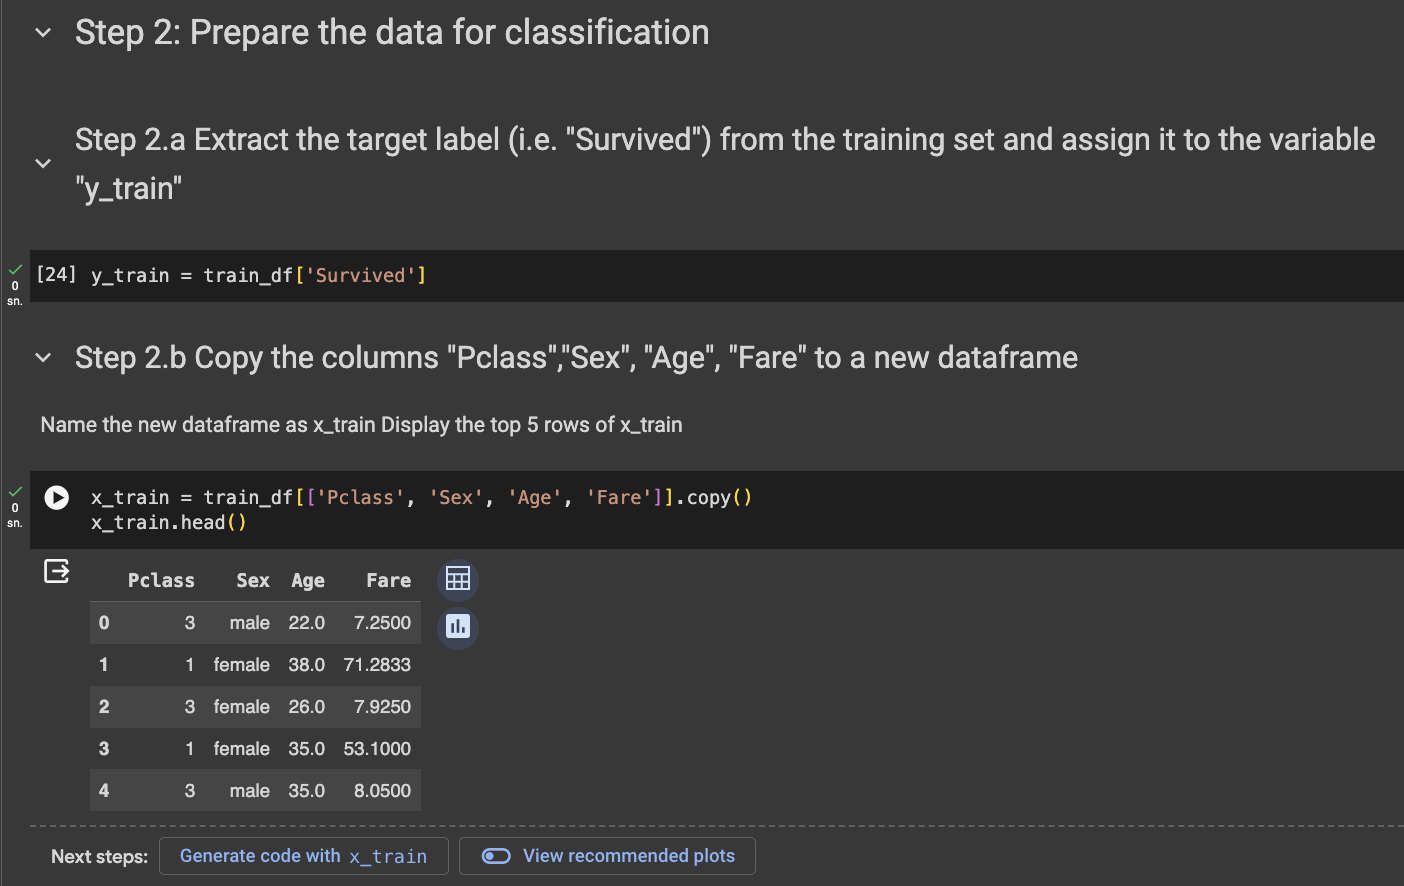 Step 2: Prepare the data for classification
Step 2.a Extract the target label (i.e. "Survived") from the training set and assign it to the variable
"y_train"
[24] y_train = train_df['Survived']
0
sn.
Step 2.b Copy the columns "Pclass","Sex", "Age", "Fare" to a new dataframe
Name the new dataframe as x_train Display the top 5 rows of x_train
x_train = train_df[['Pclass', 'Sex', 'Age', 'Fare']].copy()
0
x_train.head()
sn.
Pclass Sex Age Fare
0 3 male 22.0 7.2500
1 1 female 38.0 71.2833
2 3 female 26.0 7.9250
3 1 female 35.0 53.1000
4 3 male 35.0 8.0500
Next steps: Generate code with x_train View recommended plots